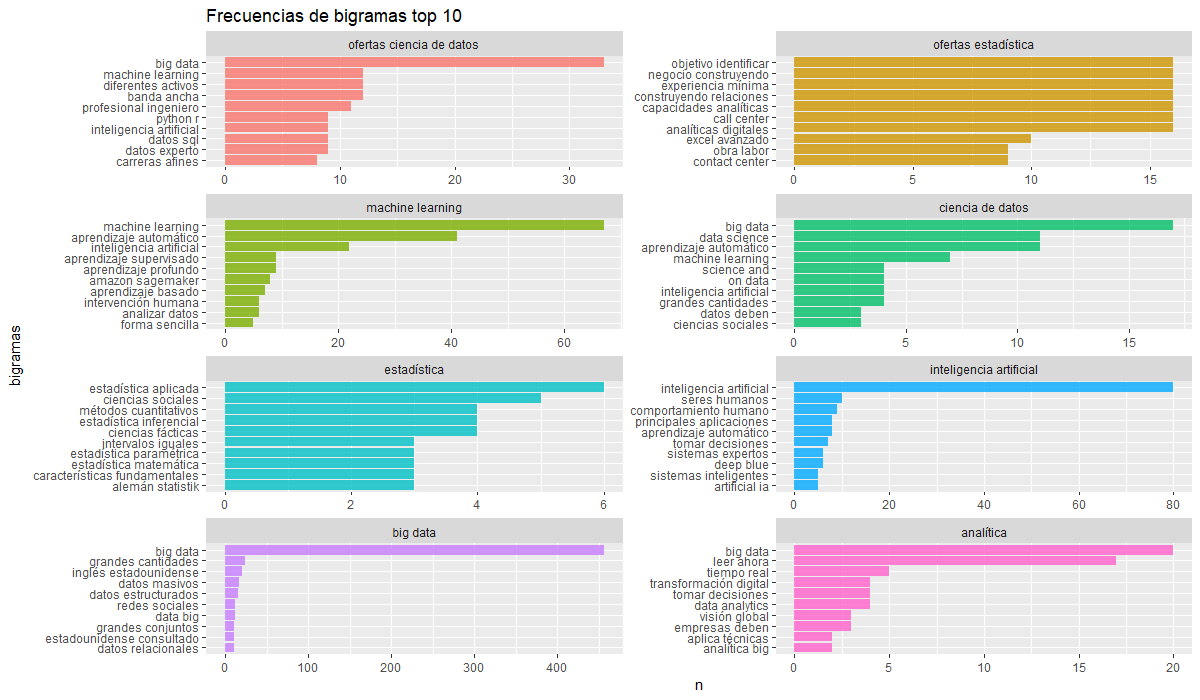 Frecuencias de bigramas top 10
ofertas ciencia de datos
big data
machine learning
diferentes activos
banda ancha
profesional ingeniero
python r
inteligencia artificial
datos sql
datos experto
carreras afines
0 10 20 30
ofertas estadística
objetivo identificar
negocio construyendo
experiencia mínima
construyendo relaciones
capacidades analíticas
call center
analíticas digitales
excel avanzado
obra labor
contact center
0 5 10 15
machine learning
machine learning
aprendizaje automático
inteligencia artificial
aprendizaje supervisado
aprendizaje profundo
amazon sagemaker
aprendizaje basado
intervención humana
analizar datos
forma sencilla
0 20 40 60
ciencia de datos
big data
data science
aprendizaje automático
machine learning
science and
on data
inteligencia artificial
grandes cantidades
datos deben
ciencias sociales
0 5 10 15
estadística
estadística aplicada
ciencias sociales
métodos cuantitativos
estadística inferencial
ciencias fácticas
intervalos iguales
estadística paramétrica
estadística matemática
características fundamentales
alemán statistik
0 2 4 6
inteligencia artificial
inteligencia artificial
seres humanos
comportamiento humano
principales aplicaciones
aprendizaje automático
tomar decisiones
sistemas expertos
deep blue
sistemas inteligentes
artificial ia
0 20 40 60 80
big data
big data
grandes cantidades
inglés estadounidense
datos masivos
datos estructurados
redes sociales
data big
grandes conjuntos
estadounidense consultado
datos relacionales
0 100 200 300 400
analítica
big data
leer ahora
tiempo real
transformación digital
tomar decisiones
data analytics
visión global
empresas deben
aplica técnicas
analítica big
0 5 10 15 20
bigramas
n